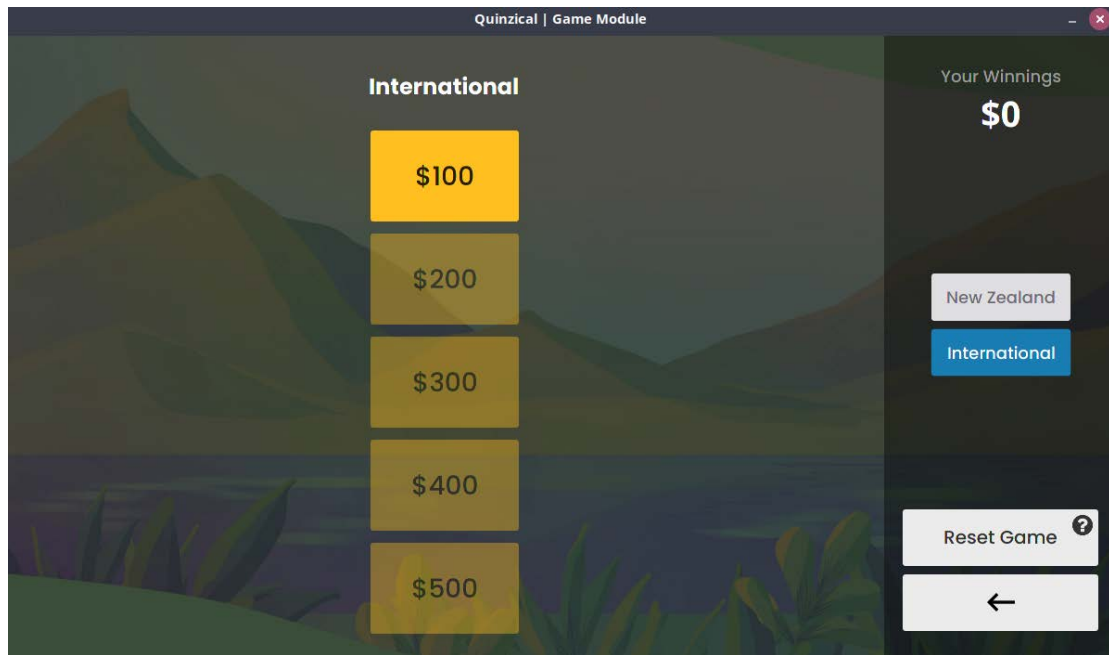 Quinzical | Game Module
International
$100
$200
$300
$400
$500
Your Winnings
$0
New Zealand
International
Reset Game
?
←